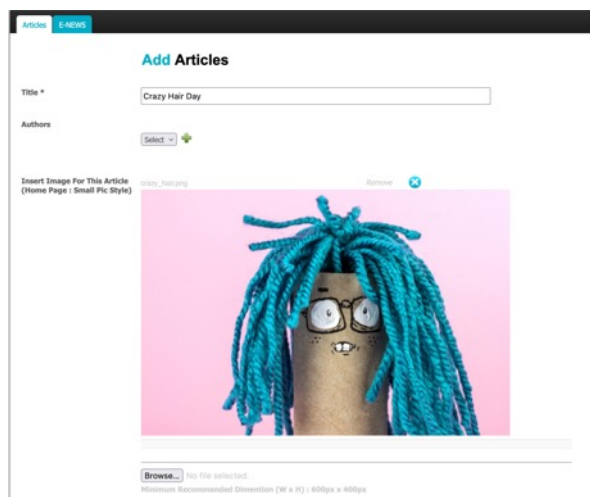 Articles E-NEWS
Add Articles
Title *
Crazy Hair Day
Authors
Select
Insert Image For This Article
(Home Page : Small Pic Style)
crazy_hair.png Remove
Browse... No file selected.
Minimum Recommended Dimention (W x H) : 600px x 400px